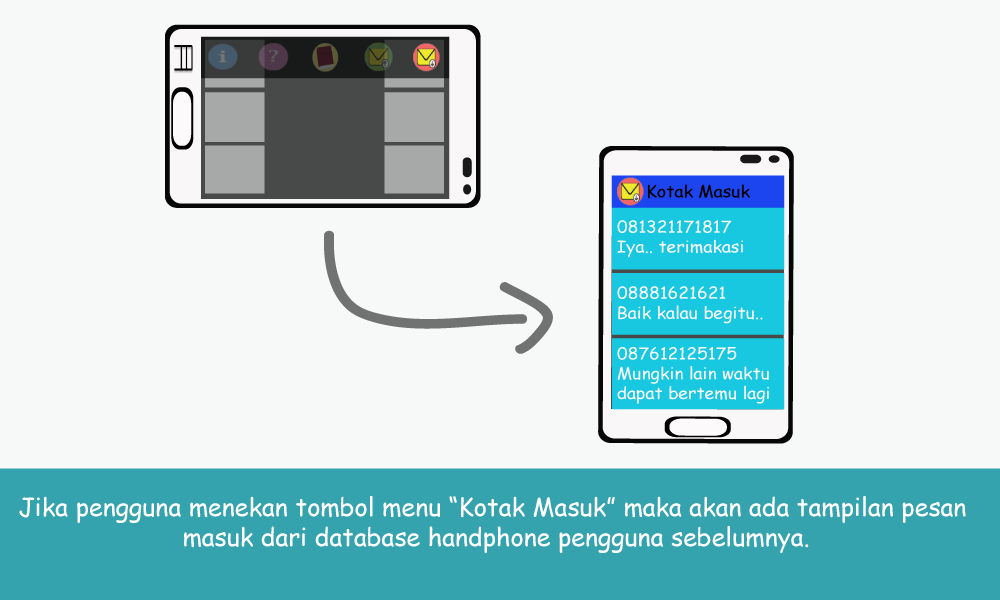 i
?
Kotak Masuk
081321171817
Iya.. terimakasi
08881621621
Baik kalau begitu..
087612125175
Mungkin lain waktu
dapat bertemu lagi
Jika pengguna menekan tombol menu “Kotak Masuk” maka akan ada tampilan pesan
masuk dari database handphone pengguna sebelumnya.